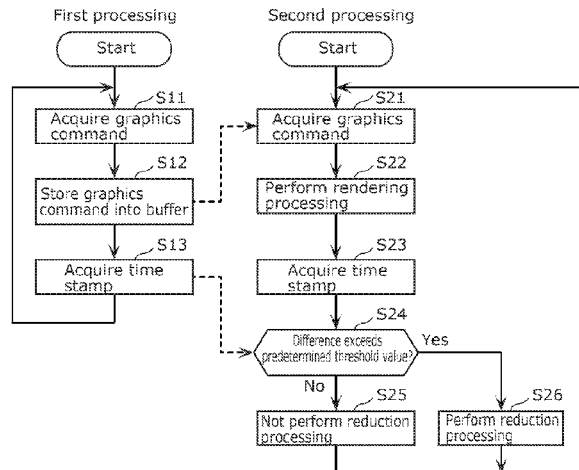 First processing
Second processing
Start
Start
S11
Acquire graphics
command
S21
Acquire graphics
command
S12
Store graphics
command into buffer
S22
Perform rendering
processing
S13
Acquire time
stamp
S23
Acquire time
stamp
S24
Difference exceeds
predetermined threshold value?
Yes
No
S25
Not perform reduction
processing
S26
Perform reduction
processing